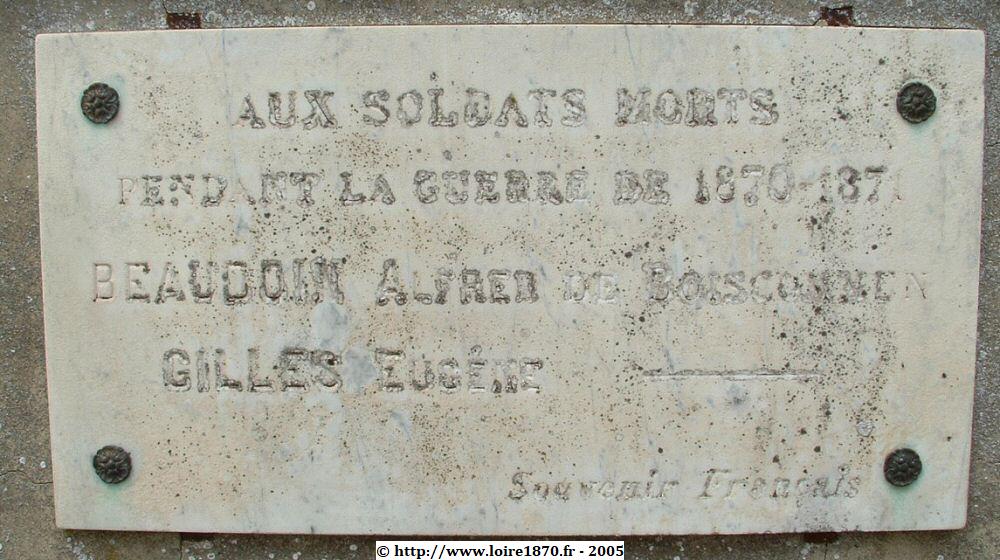 AUX SOLDATS MORTS
PENDANT LA GUERRE DE 1870-1871
BEAUDOIN ALFRED DE BOISCOMMUN
GILLES EUGÉNE ———
Souvenir Français
© http://www.loire1870.fr - 2005